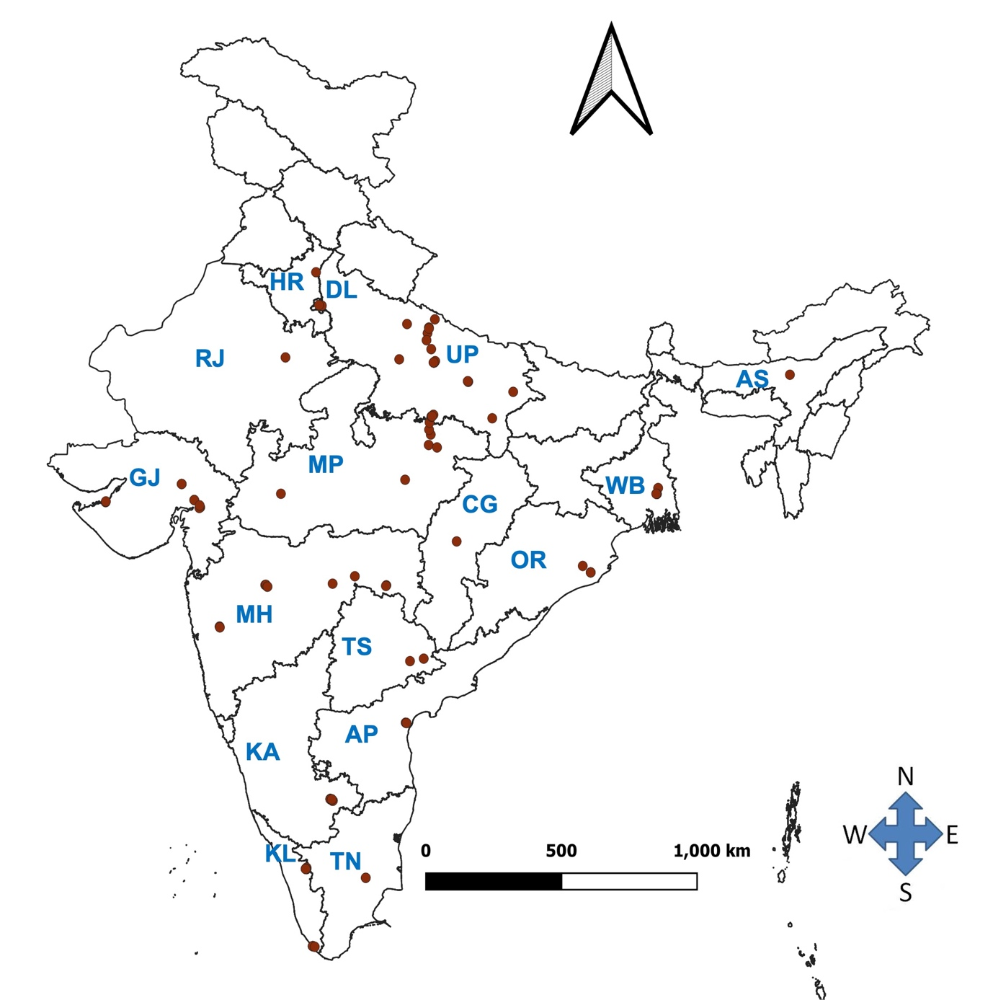 HR
DL
RJ
UP
AS
GJ
MP
CG
WB
OR
MH
TS
AP
KA
KL
TN
0 500 1,000 km
N
W E
S